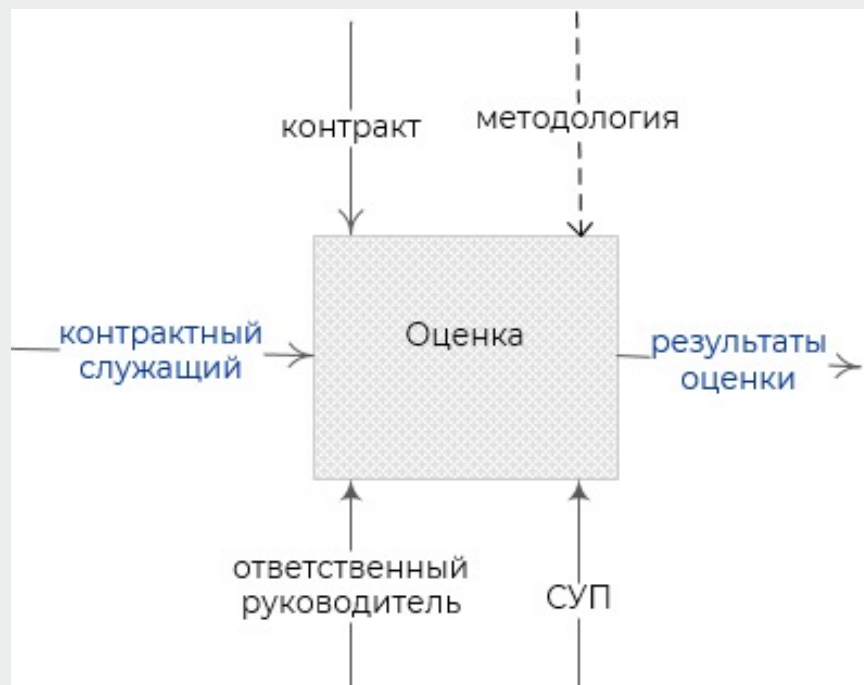 контракт
методология
контрактный
служащий
Оценка
результаты
оценки
ответственный
руководитель
СУП